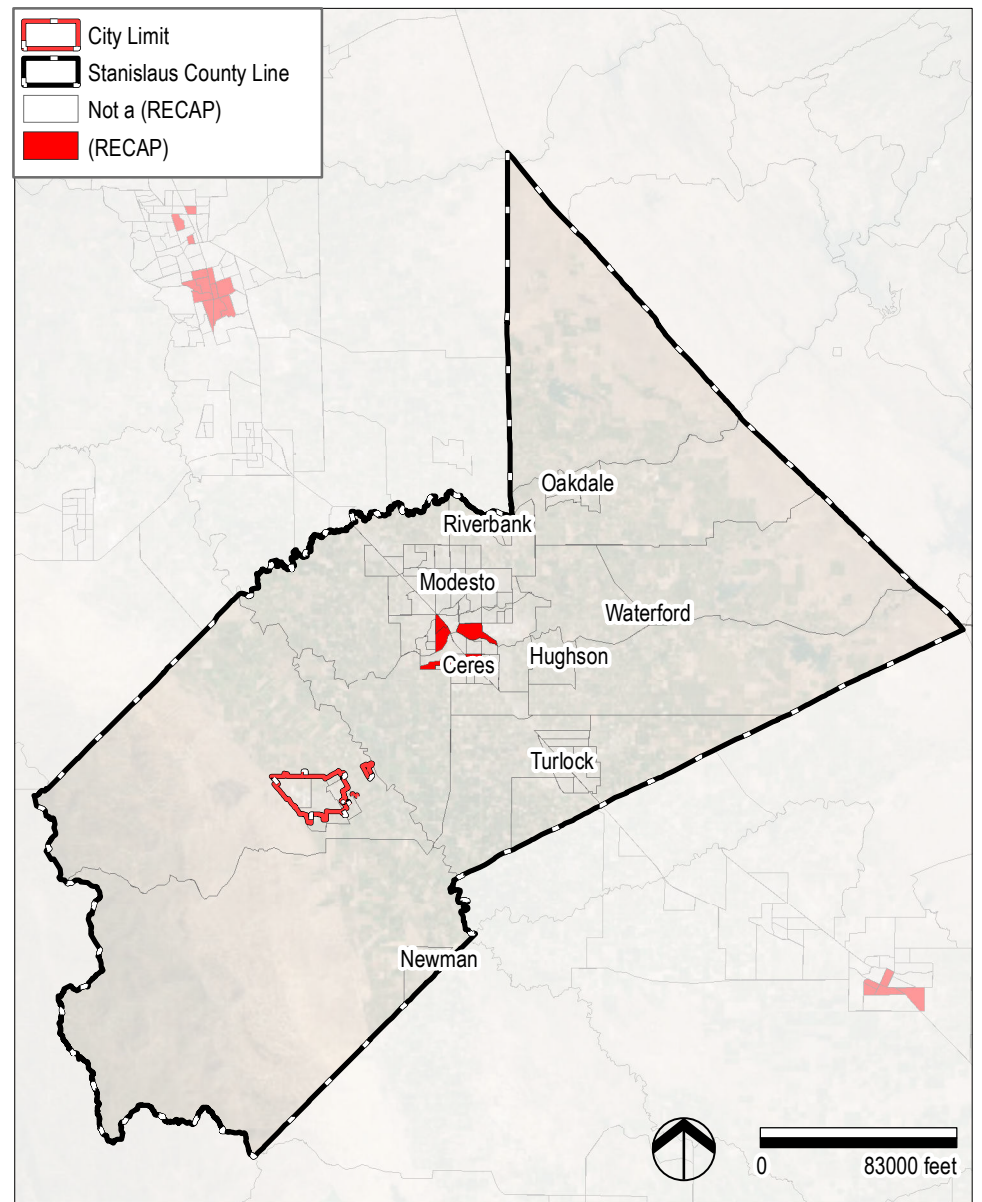 City Limit
Stanislaus County Line
Not a (RECAP)
(RECAP)
Oakdale
Riverbank
Modesto
Waterford
Hughson
Ceres
Turlock
Newman
0 83000 feet